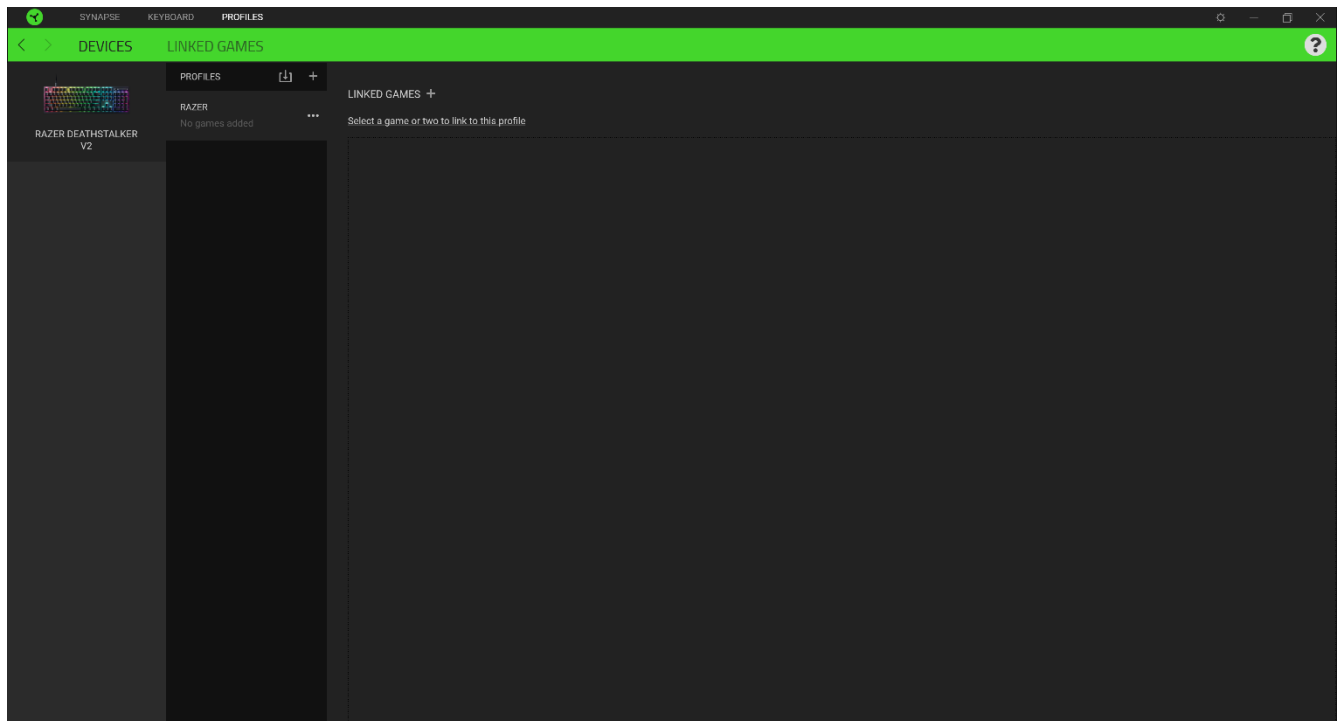 SYNAPSE KEYBOARD PROFILES
DEVICES LINKED GAMES ?
RAZER DEATHSTALKER
V2
PROFILES
RAZER
No games added
LINKED GAMES +
Select a game or two to link to this profile